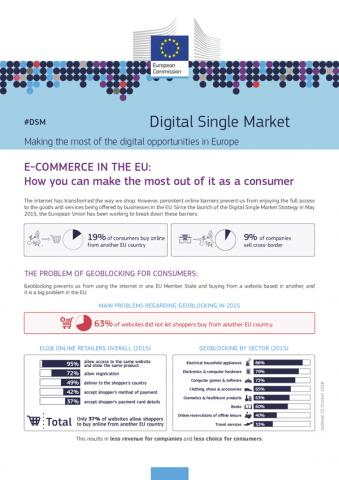 European
Commission
#DSM
Digital Single Market
Making the most of the digital opportunities in Europe
E-COMMERCE IN THE EU:
How you can make the most out of it as a consumer
The internet has transformed the way we shop. However, persistent online barriers prevent us from enjoying the full access
to the goods and services being offered by businesses in the EU. Since the launch of the Digital Single Market Strategy in May
2015, the European Union has been working to break down these barriers.
19% of consumers buy online
from another EU country
9% of companies
sell cross-border
THE PROBLEM OF GEOBLOCKING FOR CONSUMERS:
Geoblocking prevents us from using the internet in one EU Member State and buying from a website based in another, and
it is a big problem in the EU.
MAIN PROBLEMS REGARDING GEOBLOCKING IN 2015
63% of websites did not let shoppers buy from another EU country.
EU28 ONLINE RETAILERS OVERALL (2015)
95% allow access to the same website
and show the same product
72% allow registration
49% deliver to the shopper's country
42% accept shopper's method of payment
37% accept shopper's payment card details
Total Only 37% of websites allow shoppers
to buy online from another EU country
GEOBLOCKING BY SECTOR (2015)
Electrical household appliances 86%
Electronics & computer hardware 79%
Computer games & software 73%
Clothing, shoes & accessories 65%
Cosmetics & healthcare products 63%
Books 60%
Online reservations of offline leisure 40%
Travel services 33%
This results in less revenue for companies and less choice for consumers.